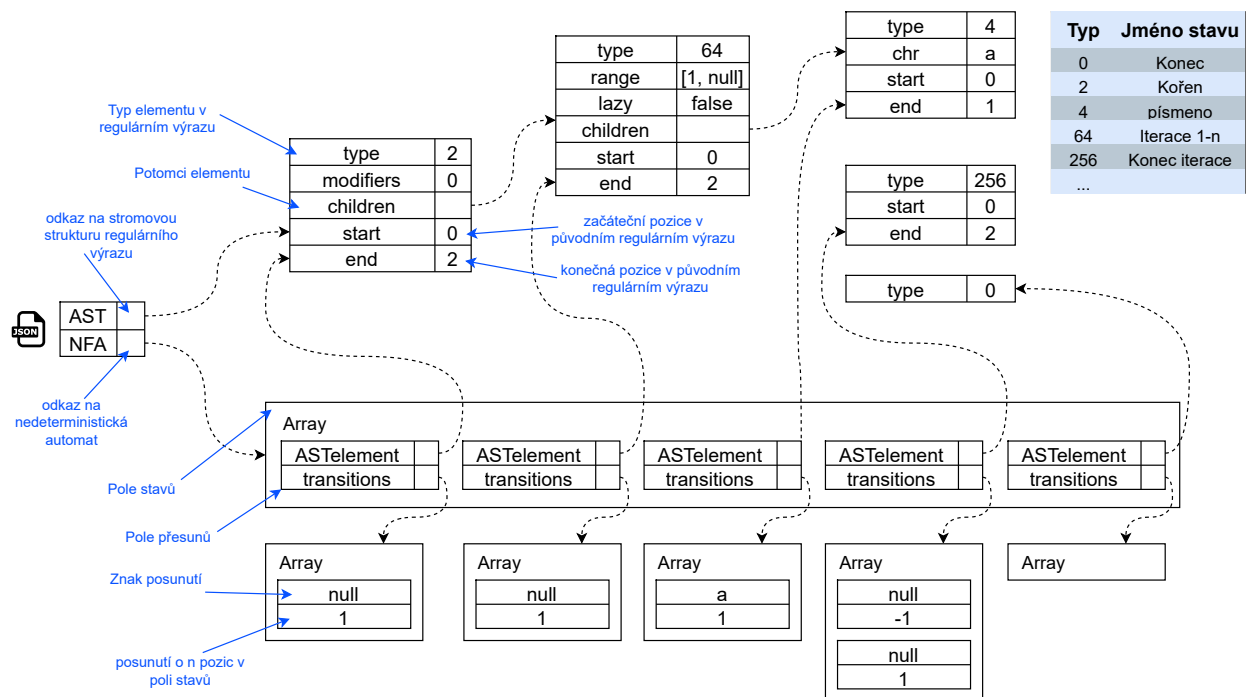 Typ elementu v
regulárním výrazu
Potomci elementu
odkaz na stromovou
strukturu regulárního
výrazu
JSON
AST
NFA
odkaz na
nedeterministická
automat
type 2
modifiers 0
children
start 0
end 2
začáteční pozice v
původním regulárním výrazu
konečná pozice v původním
regulárním výrazu
type 64
range [1, null]
lazy false
children
start 0
end 2
type 4
chr a
start 0
end 1
type 256
start 0
end 2
type 0
Typ Jméno stavu
0 Konec
2 Kořen
4 písmeno
64 Iterace 1-n
256 Konec iterace
...
Pole stavů
Pole přesunů
Array
ASTelement ASTelement ASTelement ASTelement ASTelement
transitions transitions transitions transitions transitions
Znak posunutí
posunutí o n pozic v
poli stavů
Array Array Array Array Array
null null a null
1 1 1 -1
null
1